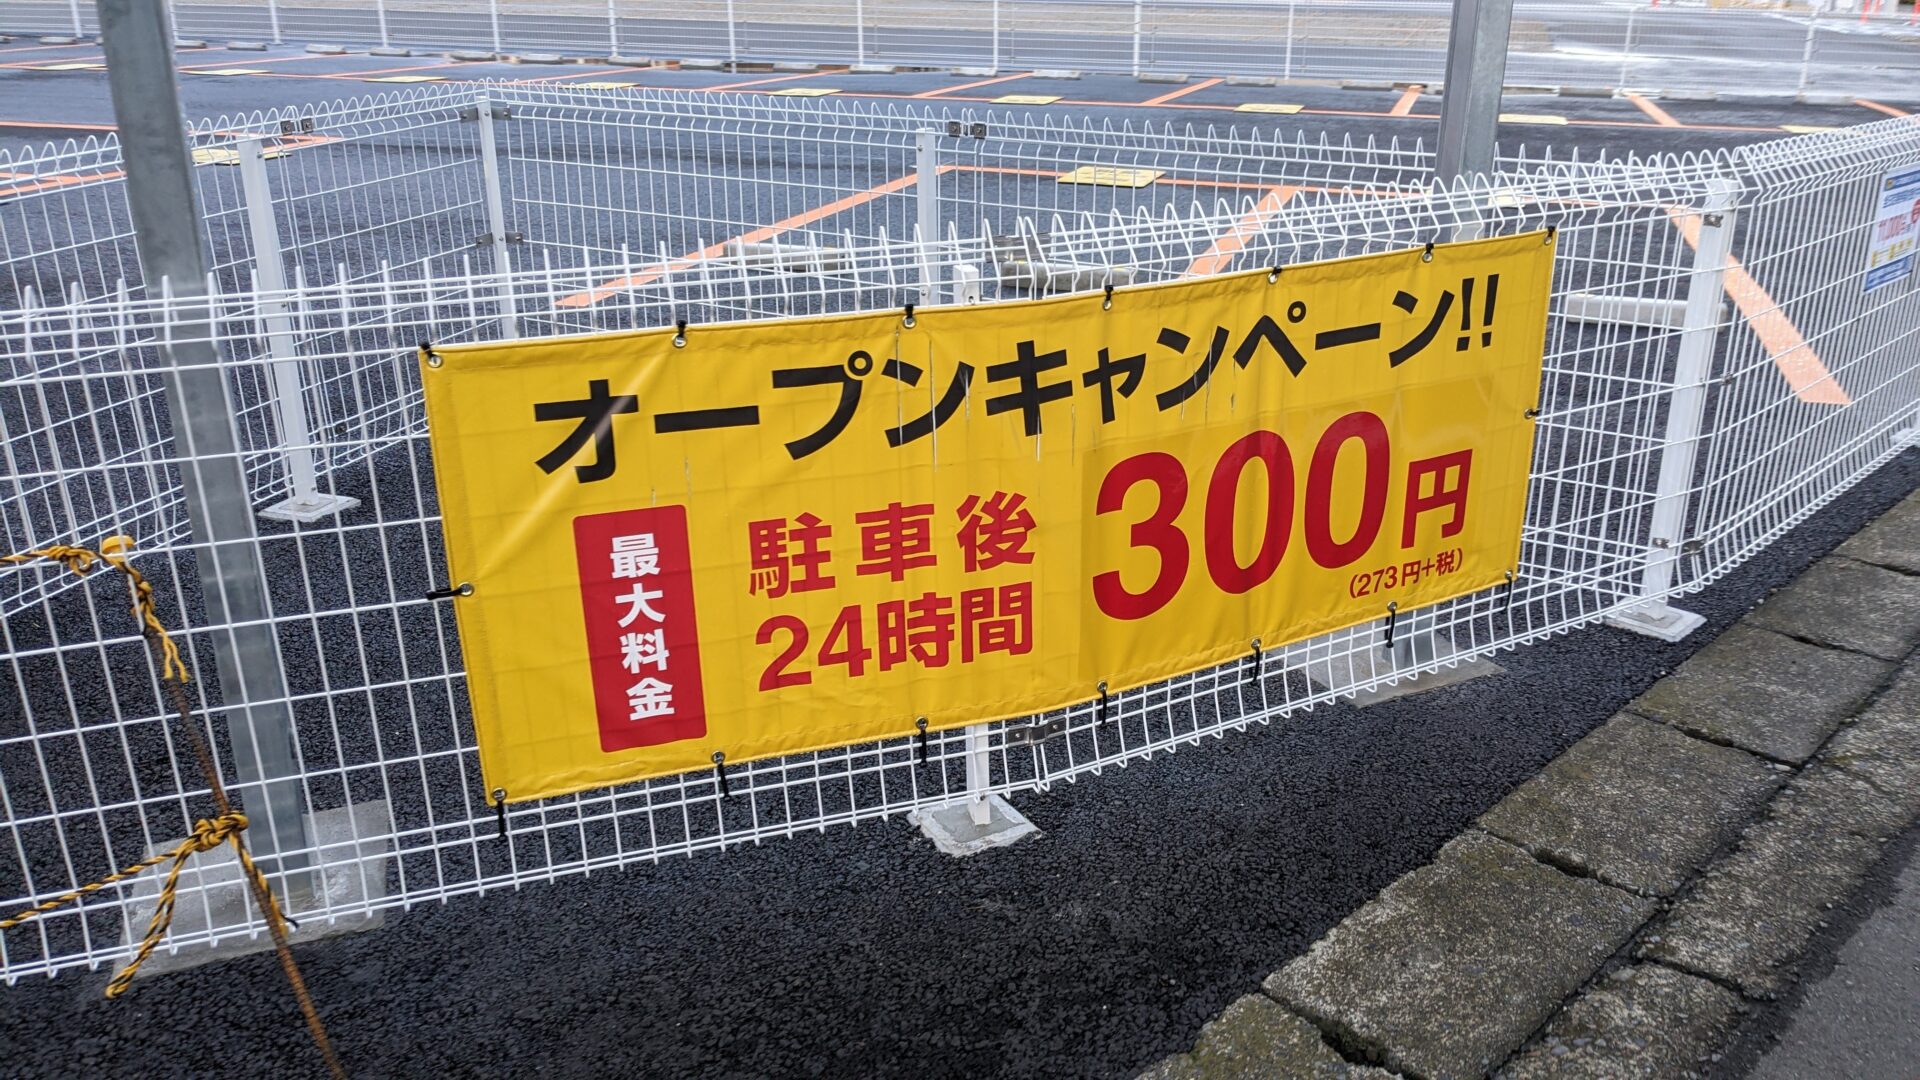 オープンキャンペーン!!
最大料金
駐車後
24時間
300円
(273円+税)